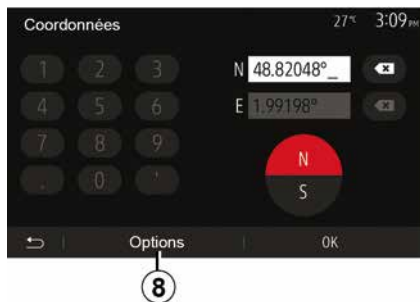 Coordonnées 27°C 3:09PM
1 2 3 N 48.82048°_
4 5 6 E 1.99198°
7 8 9 N
. 0 ' S
Options OK
8